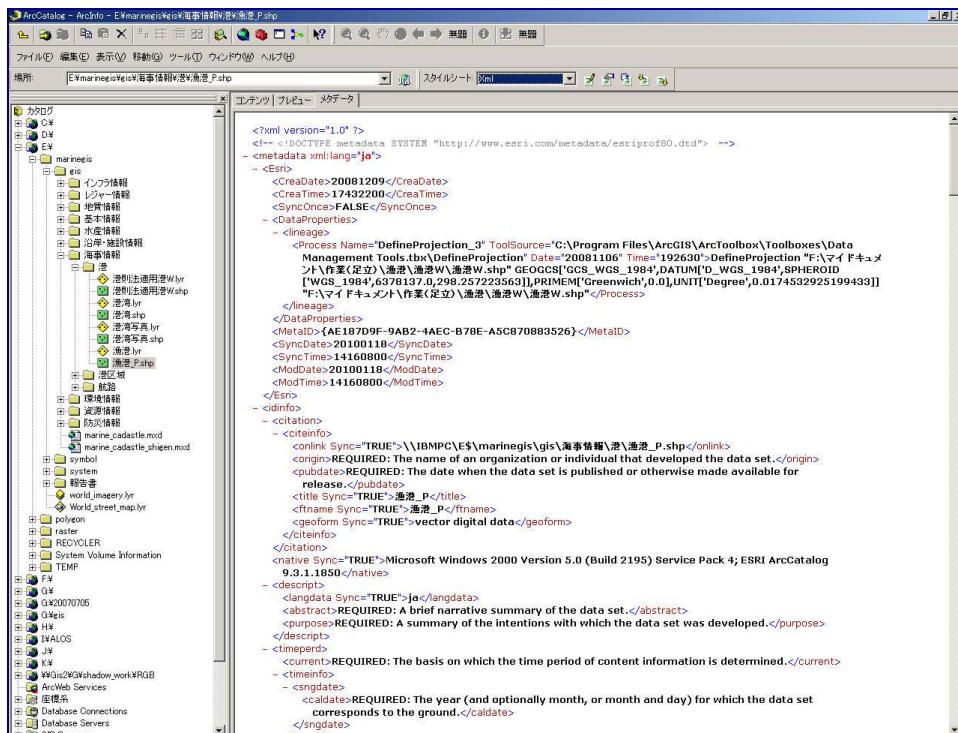 ArcCatalog - ArcInfo - E¥marinegis¥gis¥海事情報¥港¥漁港_P.shp
無題
無題
ファイル(F) 編集(E) 表示(V) 移動(G) ツール(T) ウィンドウ(W) ヘルプ(H)
場所:
E¥marinegis¥gis¥海事情報¥港¥漁港_P.shp
スタイルシート:
Xml
カタログ
C:¥
D:¥
E:¥
marinegis
gis
インフラ情報
レジャー情報
地質情報
基本情報
水産情報
沿岸・施設情報
海事情報
港
港則法適用港W.lyr
港則法適用港W.shp
港湾.lyr
港湾.shp
港湾写真.lyr
港湾写真.shp
漁港.lyr
漁港_P.shp
港区域
航路
環境情報
資源情報
防災情報
marine_cadastle.mxd
marine_cadastle_shigen.mxd
symbol
system
報告書
world_imagery.lyr
World_street_map.lyr
polygon
raster
RECYCLER
System Volume Information
TEMP
F:¥
G:¥
G:¥20070705
G:¥gis
H:¥
I:¥ALOS
J:¥
K:¥
¥¥Gis2¥G¥shadow_work¥RGB
ArcWeb Services
座標系
Database Connections
Database Servers
コンテンツ プレビュー メタデータ
<?xml version="1.0" ?>
<!-- <!DOCTYPE metadata SYSTEM "http://www.esri.com/metadata/esriprof80.dtd"> -->
- <metadata xml:lang="ja">
- <Esri>
<CreaDate>20081209</CreaDate>
<CreaTime>17432200</CreaTime>
<SyncOnce>FALSE</SyncOnce>
- <DataProperties>
- <lineage>
<Process Name="DefineProjection_3" ToolSource="C:\Program Files\ArcGIS\ArcToolbox\Toolboxes\Data
Management Tools.tbx\DefineProjection" Date="20081106" Time="192630">DefineProjection "F:\マイドキュメ
ント\作業(足立)\漁港\漁港W\漁港W.shp" GEOGCS['GCS_WGS_1984',DATUM['D_WGS_1984',SPHEROID
['WGS_1984',6378137.0,298.257223563]],PRIMEM['Greenwich',0.0],UNIT['Degree',0.0174532925199433]]
"F:\マイドキュメント\作業(足立)\漁港\漁港W\漁港W.shp"</Process>
</lineage>
</DataProperties>
<MetaID>{AE187D9F-9AB2-4AEC-B78E-A5C870883526}</MetaID>
<SyncDate>20100118</SyncDate>
<SyncTime>14160800</SyncTime>
<ModDate>20100118</ModDate>
<ModTime>14160800</ModTime>
</Esri>
- <idinfo>
- <citation>
- <citeinfo>
<onlink Sync="TRUE">\\IBMPC\E$\marinegis\gis\海事情報\港\漁港_P.shp</onlink>
<origin>REQUIRED: The name of an organization or individual that developed the data set.</origin>
<pubdate>REQUIRED: The date when the data set is published or otherwise made available for
release.</pubdate>
<title Sync="TRUE">漁港_P</title>
<ftname Sync="TRUE">漁港_P</ftname>
<geoform Sync="TRUE">vector digital data</geoform>
</citeinfo>
</citation>
<native Sync="TRUE">Microsoft Windows 2000 Version 5.0 (Build 2195) Service Pack 4; ESRI ArcCatalog
9.3.1.1850</native>
- <descript>
<langdata Sync="TRUE">ja</langdata>
<abstract>REQUIRED: A brief narrative summary of the data set.</abstract>
<purpose>REQUIRED: A summary of the intentions with which the data set was developed.</purpose>
</descript>
- <timeperd>
<current>REQUIRED: The basis on which the time period of content information is determined.</current>
- <timeinfo>
- <sngdate>
<caldate>REQUIRED: The year (and optionally month, or month and day) for which the data set
corresponds to the ground.</caldate>
</sngdate>